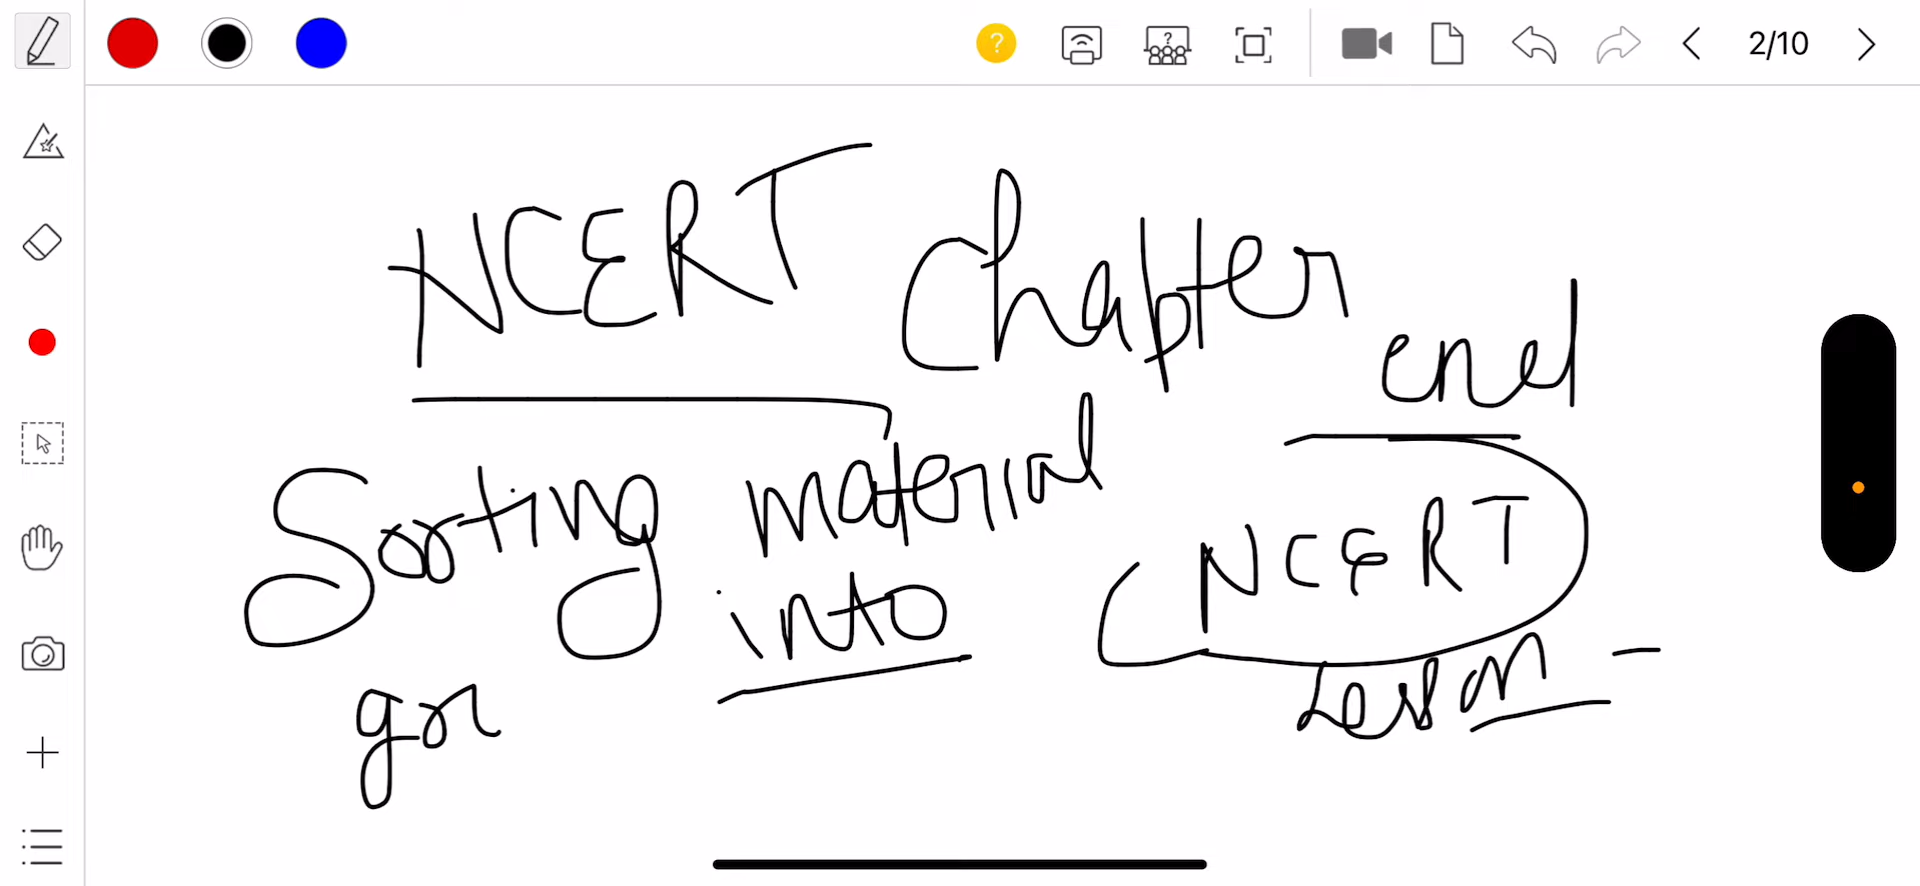 2/10
NCERT Chapter end
Sorting material into
NCERT
Lesson -
gr